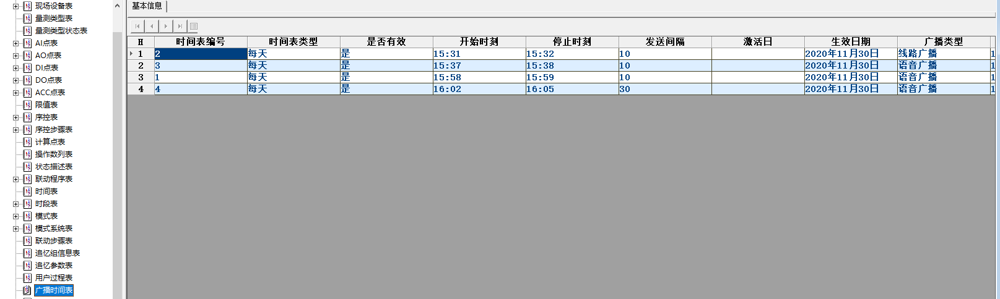 现场设备表
量测类型表
量测类型状态表
AI点表
AO点表
DI点表
DO点表
ACC点表
限值表
序控表
序控步骤表
计算点表
操作数列表
状态描述表
联动程序表
时间表
时段表
模式表
模式系统表
联动步骤表
追忆组信息表
追忆参数表
用户过程表
广播时间表
基本信息
H 时间表编号 时间表类型 是否有效 开始时刻 停止时刻 发送间隔 激活日 生效日期 广播类型
1 2 每天 是 15:31 15:32 10 2020年11月30日 线路广播 1
2 3 每天 是 15:37 15:38 10 2020年11月30日 语音广播 1
3 1 每天 是 15:58 15:59 10 2020年11月30日 语音广播 1
4 4 每天 是 16:02 16:05 30 2020年11月30日 语音广播 1